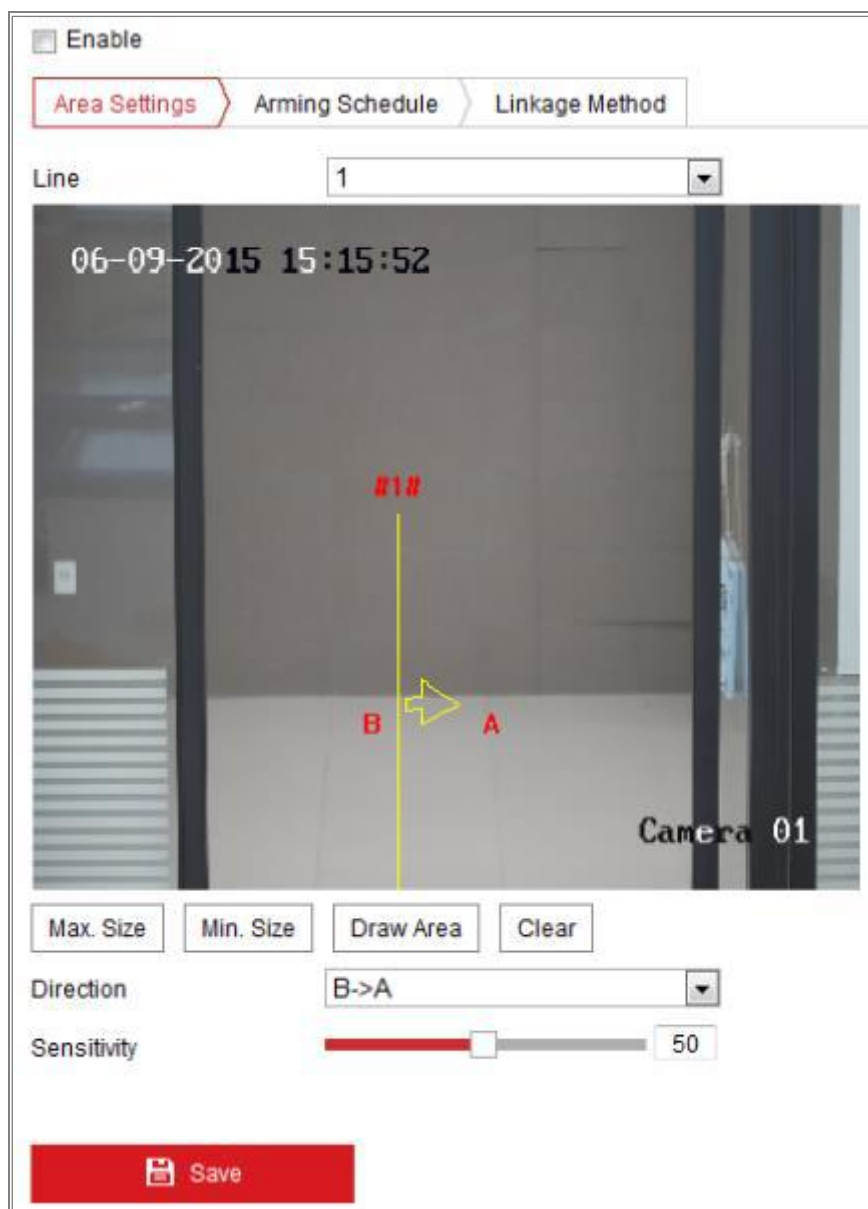 Enable
Area Settings Arming Schedule Linkage Method
Line 1
06-09-2015 15:15:52
#1#
B A
Camera 01
Max. Size Min. Size Draw Area Clear
Direction B->A
Sensitivity 50
Save